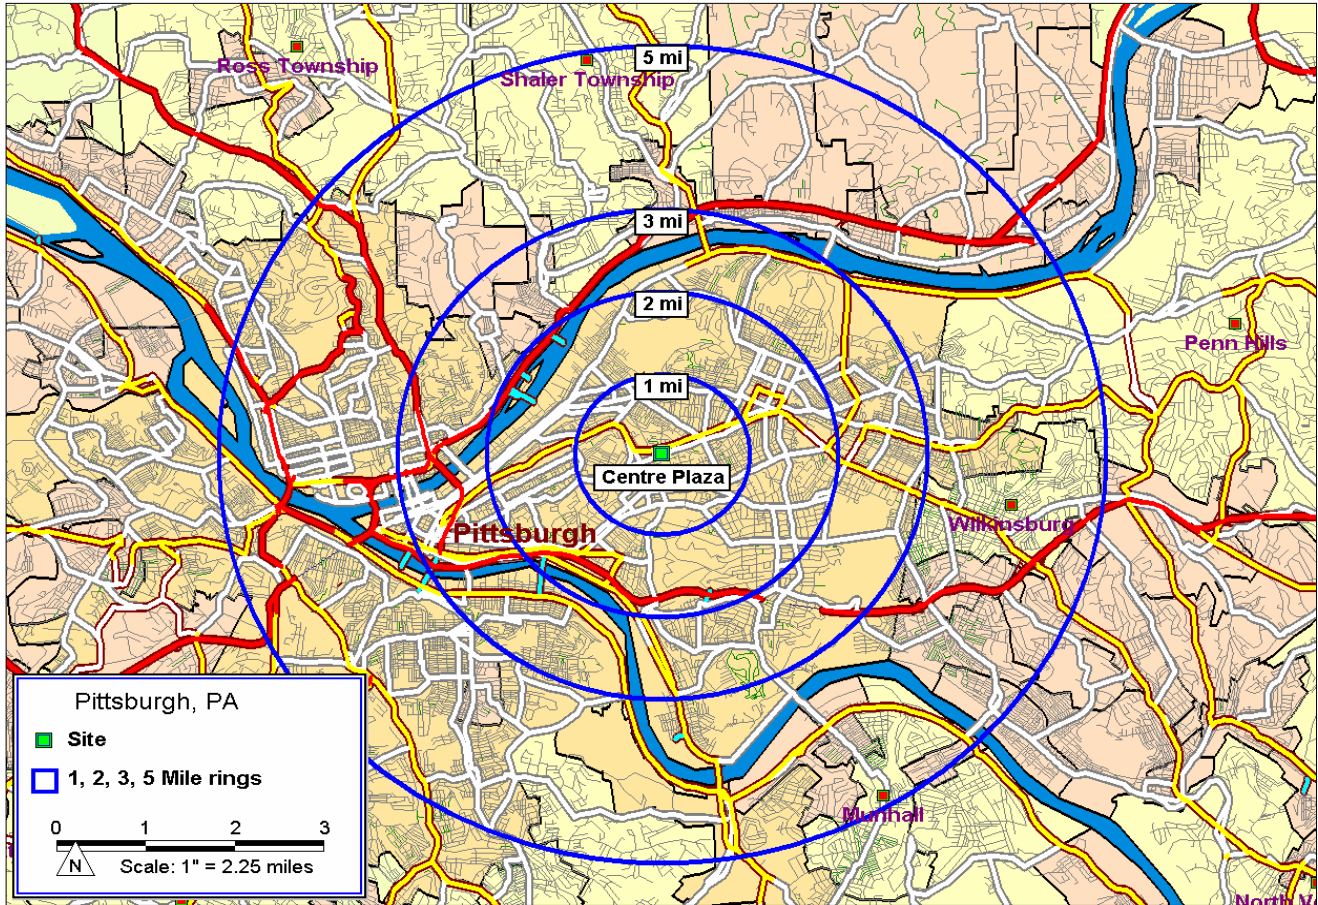 Ross Township
5 mi
Shaler Township
3 mi
2 mi
Penn Hills
1 mi
Centre Plaza
Wilkinsburg
Pittsburgh
Pittsburgh, PA
Site
1, 2, 3, 5 Mile rings
0 1 2 3
N Scale: 1" = 2.25 miles
Munhall
North V